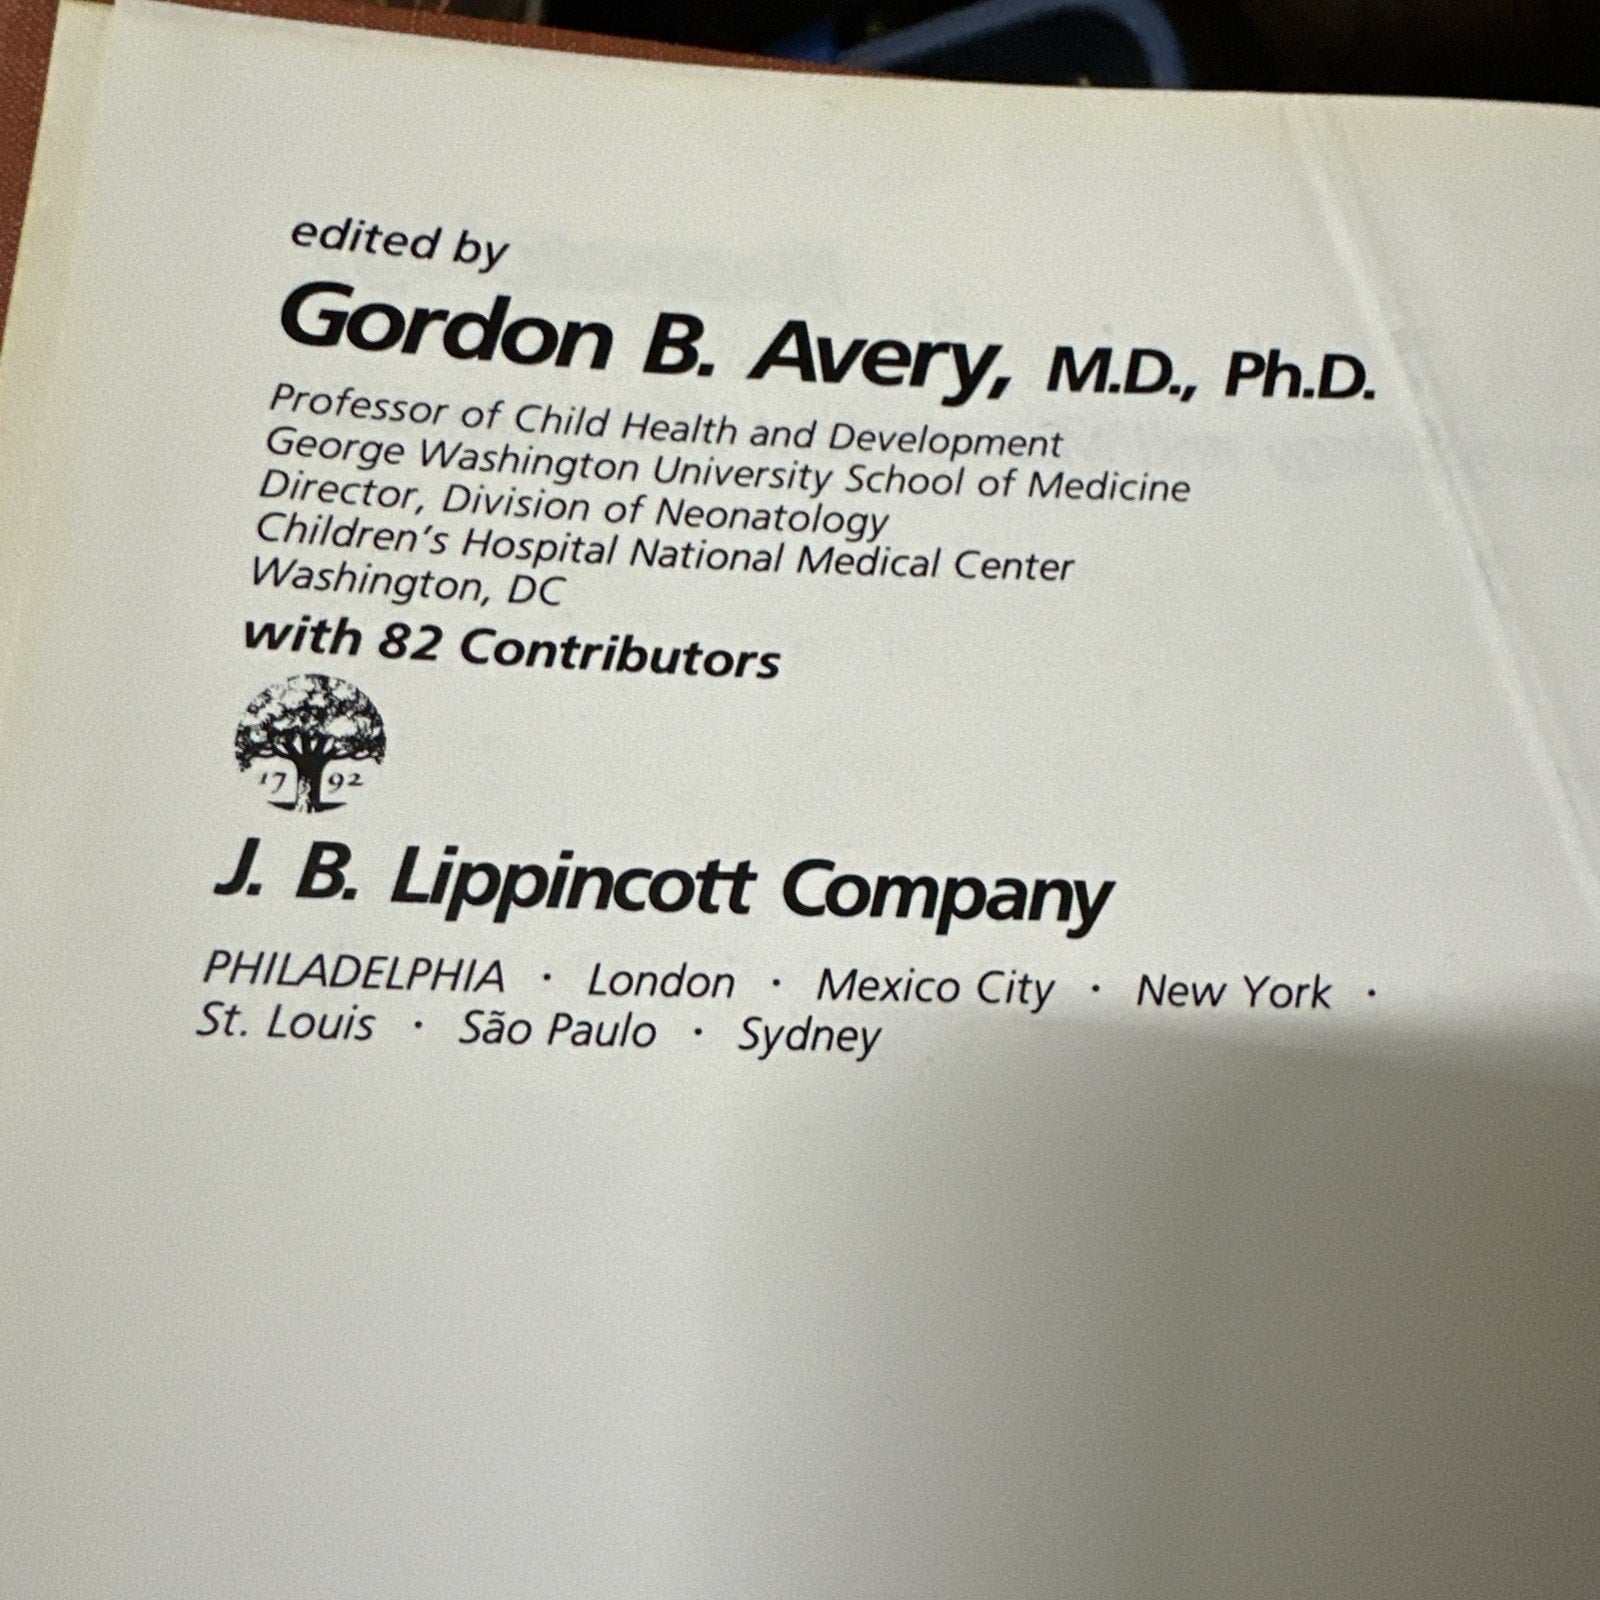 edited by
Gordon B. Avery, M.D., Ph.D.
Professor of Child Health and Development
George Washington University School of Medicine
Director, Division of Neonatology
Children's Hospital National Medical Center
Washington, DC
with 82 Contributors
17 92
J. B. Lippincott Company
PHILADELPHIA · London · Mexico City · New York ·
St. Louis · São Paulo · Sydney